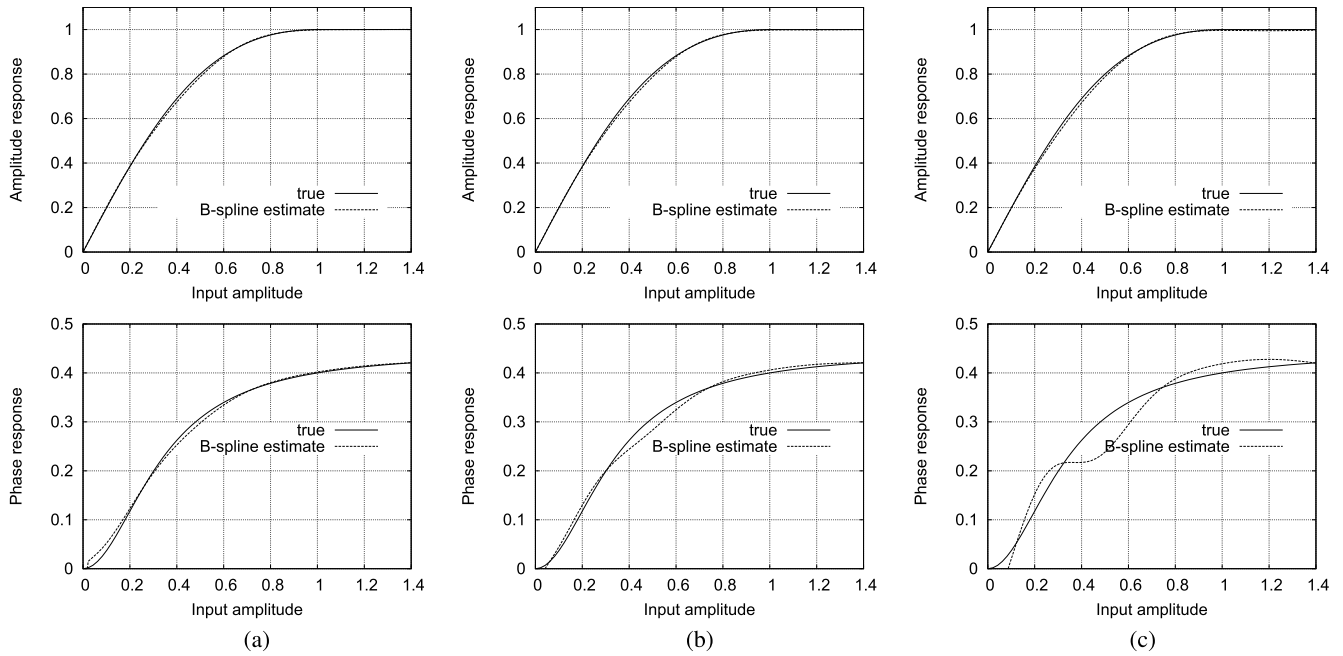 Amplitude response
1
0.8
0.6
0.4
0.2
0
true
B-spline estimate
0 0.2 0.4 0.6 0.8 1 1.2 1.4
Input amplitude
Amplitude response
1
0.8
0.6
0.4
0.2
0
true
B-spline estimate
0 0.2 0.4 0.6 0.8 1 1.2 1.4
Input amplitude
Amplitude response
1
0.8
0.6
0.4
0.2
0
true
B-spline estimate
0 0.2 0.4 0.6 0.8 1 1.2 1.4
Input amplitude
Phase response
0.5
0.4
0.3
0.2
0.1
0
true
B-spline estimate
0 0.2 0.4 0.6 0.8 1 1.2 1.4
Input amplitude
(a)
Phase response
0.5
0.4
0.3
0.2
0.1
0
true
B-spline estimate
0 0.2 0.4 0.6 0.8 1 1.2 1.4
Input amplitude
(b)
Phase response
0.5
0.4
0.3
0.2
0.1
0
true
B-spline estimate
0 0.2 0.4 0.6 0.8 1 1.2 1.4
Input amplitude
(c)